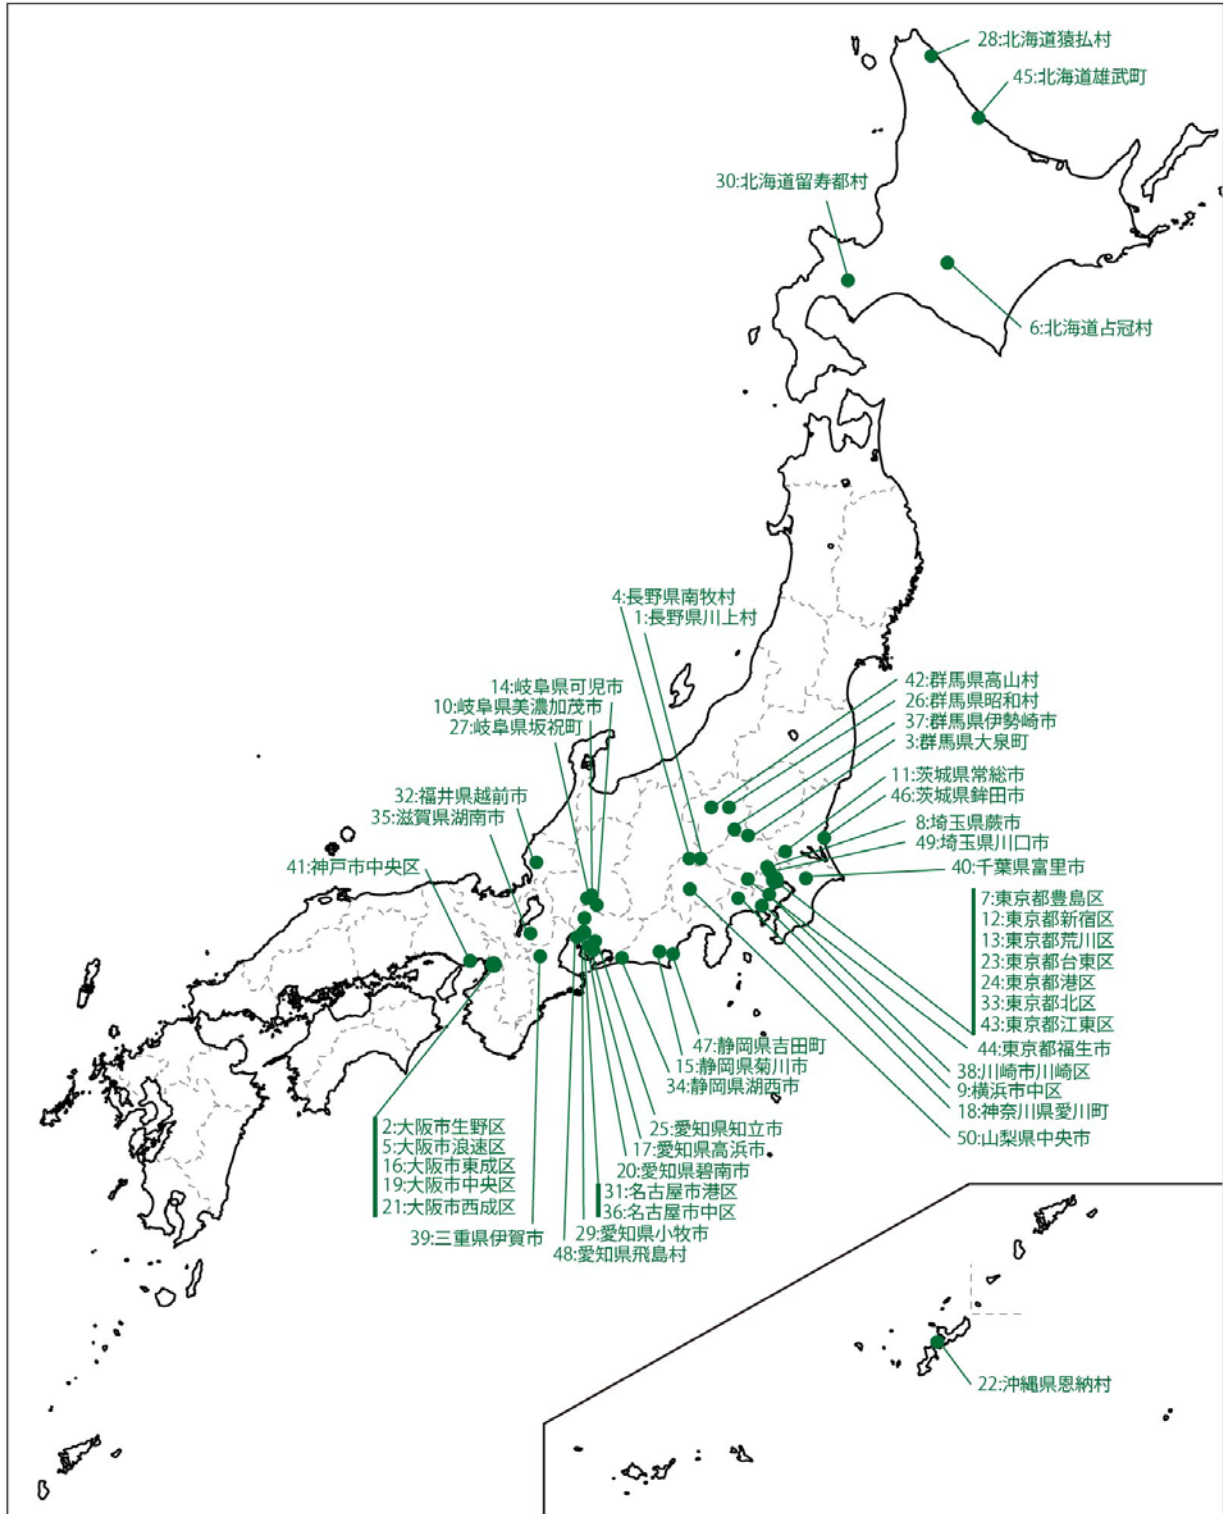 28:北海道猿払村
45:北海道雄武町
30:北海道留寿都村
6:北海道占冠村
4:長野県南牧村
1:長野県川上村
14:岐阜県可児市
10:岐阜県美濃加茂市
27:岐阜県坂祝町
32:福井県越前市
35:滋賀県湖南市
41:神戸市中央区
42:群馬県高山村
26:群馬県昭和村
37:群馬県伊勢崎市
3:群馬県大泉町
11:茨城県常総市
46:茨城県鉾田市
8:埼玉県蕨市
49:埼玉県川口市
40:千葉県富里市
7:東京都豊島区
12:東京都新宿区
13:東京都荒川区
23:東京都台東区
24:東京都港区
33:東京都北区
43:東京都江東区
44:東京都福生市
38:川崎市川崎区
9:横浜市中区
18:神奈川県愛川町
50:山梨県中央市
47:静岡県吉田町
15:静岡県菊川市
34:静岡県湖西市
25:愛知県知立市
17:愛知県高浜市
20:愛知県碧南市
31:名古屋市港区
36:名古屋市中区
29:愛知県小牧市
48:愛知県飛島村
2:大阪市生野区
5:大阪市浪速区
16:大阪市東成区
19:大阪市中央区
21:大阪市西成区
39:三重県伊賀市
22:沖縄県恩納村